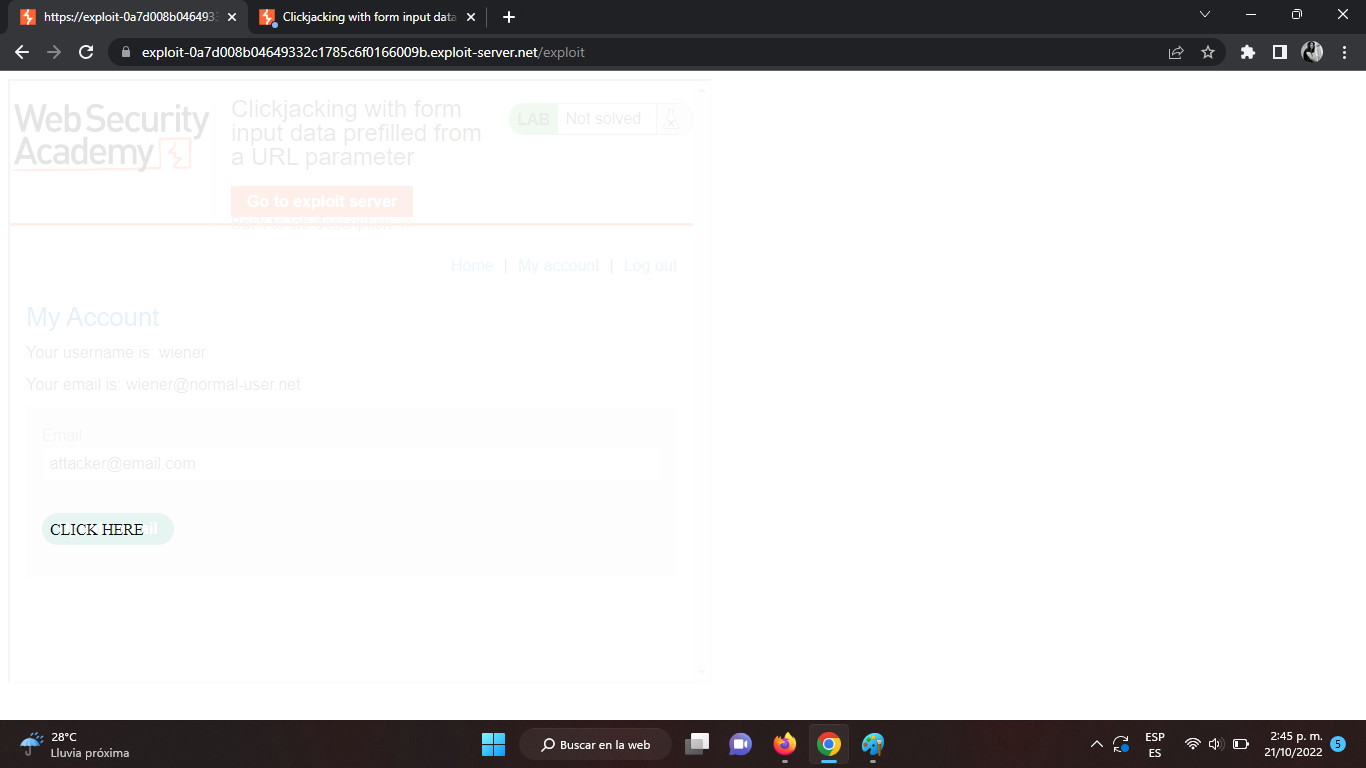 https://exploit-0a7d008b0464933
Clickjacking with form input data
exploit-0a7d008b04649332c1785c6f0166009b.exploit-server.net/exploit
Web Security
Academy
Clickjacking with form
input data prefilled from
a URL parameter
LAB
Not solved
Go to exploit server
Back to lab description
Home | My account | Log out
My Account
Your username is: wiener
Your email is: wiener@normal-user.net
Email
attacker@email.com
CLICK HERE
28°C
Lluvia próxima
Buscar en la web
ESP
ES
2:45 p. m.
21/10/2022
5